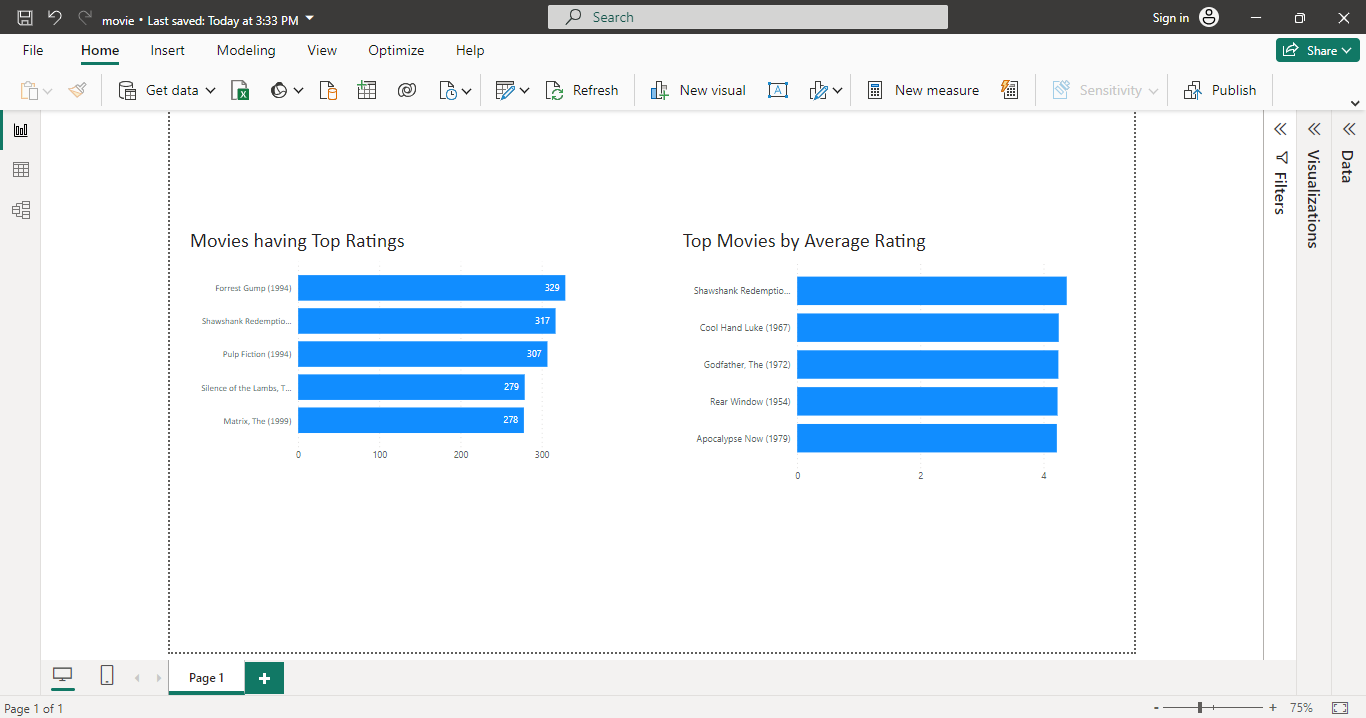 movie • Last saved: Today at 3:33 PM
Search
Sign in
File Home Insert Modeling View Optimize Help
Share
Get data
Refresh
New visual
New measure
Sensitivity
Publish
Filters
Visualizations
Data
Movies having Top Ratings
Forrest Gump (1994) 329
Shawshank Redemptio... 317
Pulp Fiction (1994) 307
Silence of the Lambs, T... 279
Matrix, The (1999) 278
0 100 200 300
Top Movies by Average Rating
Shawshank Redemptio...
Cool Hand Luke (1967)
Godfather, The (1972)
Rear Window (1954)
Apocalypse Now (1979)
0 2 4
Page 1
+
Page 1 of 1
- + 75%